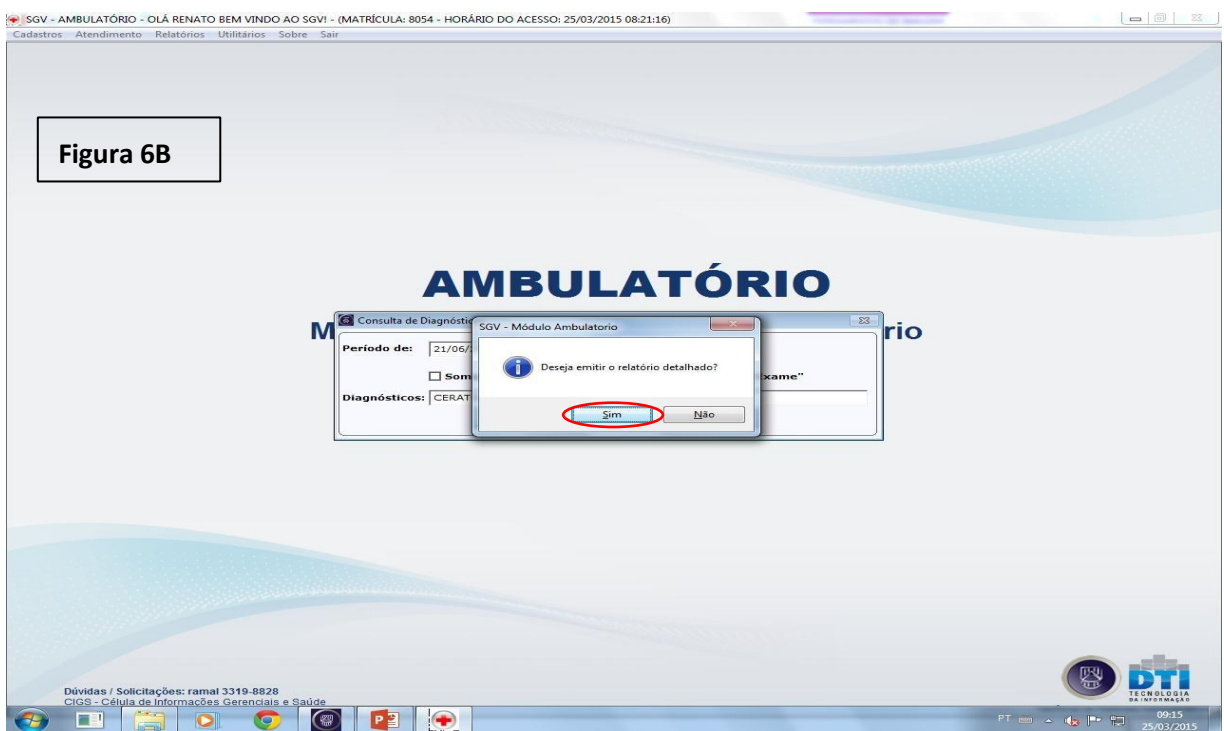 SGV - AMBULATÓRIO - OLÁ RENATO BEM VINDO AO SGV! - (MATRÍCULA: 8054 - HORÁRIO DO ACESSO: 25/03/2015 08:21:16)
Cadastros Atendimento Relatórios Utilitários Sobre Sair
Figura 6B
AMBULATÓRIO
M rio
Consulta de Diagnóstic
SGV - Módulo Ambulatorio
Período de: 21/06/
Deseja emitir o relatório detalhado?
Som xame"
Diagnósticos: CERAT
Sim Não
Dúvidas / Solicitações: ramal 3319-8828
CIGS - Célula de Informações Gerenciais e Saúde
DTI
TECNOLOGIA
DA INFORMAÇÃO
PT 09:15
25/03/2015